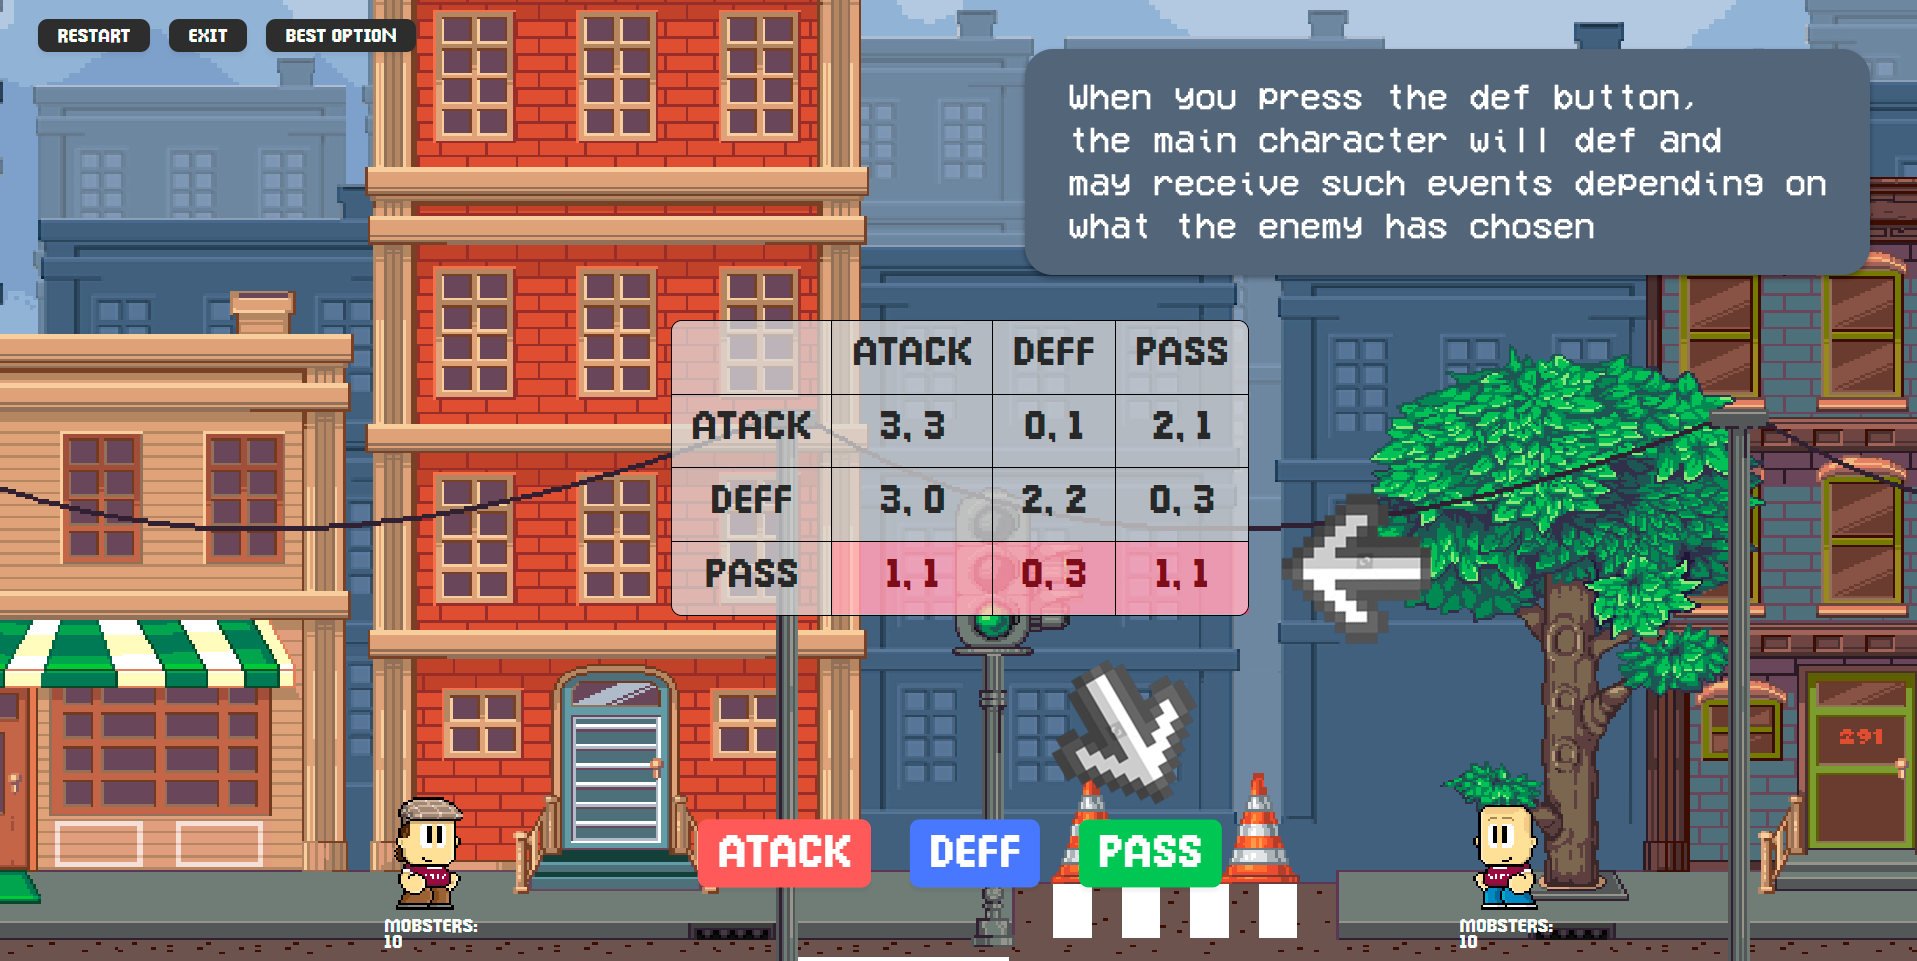 RESTART EXIT BEST OPTION
When you press the def button,
the main character will def and
may receive such events depending on
what the enemy has chosen
ATACK DEFF PASS
ATACK 3, 3 0, 1 2, 1
DEFF 3, 0 2, 2 0, 3
PASS 1, 1 0, 3 1, 1
291
ATACK DEFF PASS
MOBSTERS:
10
MOBSTERS:
10